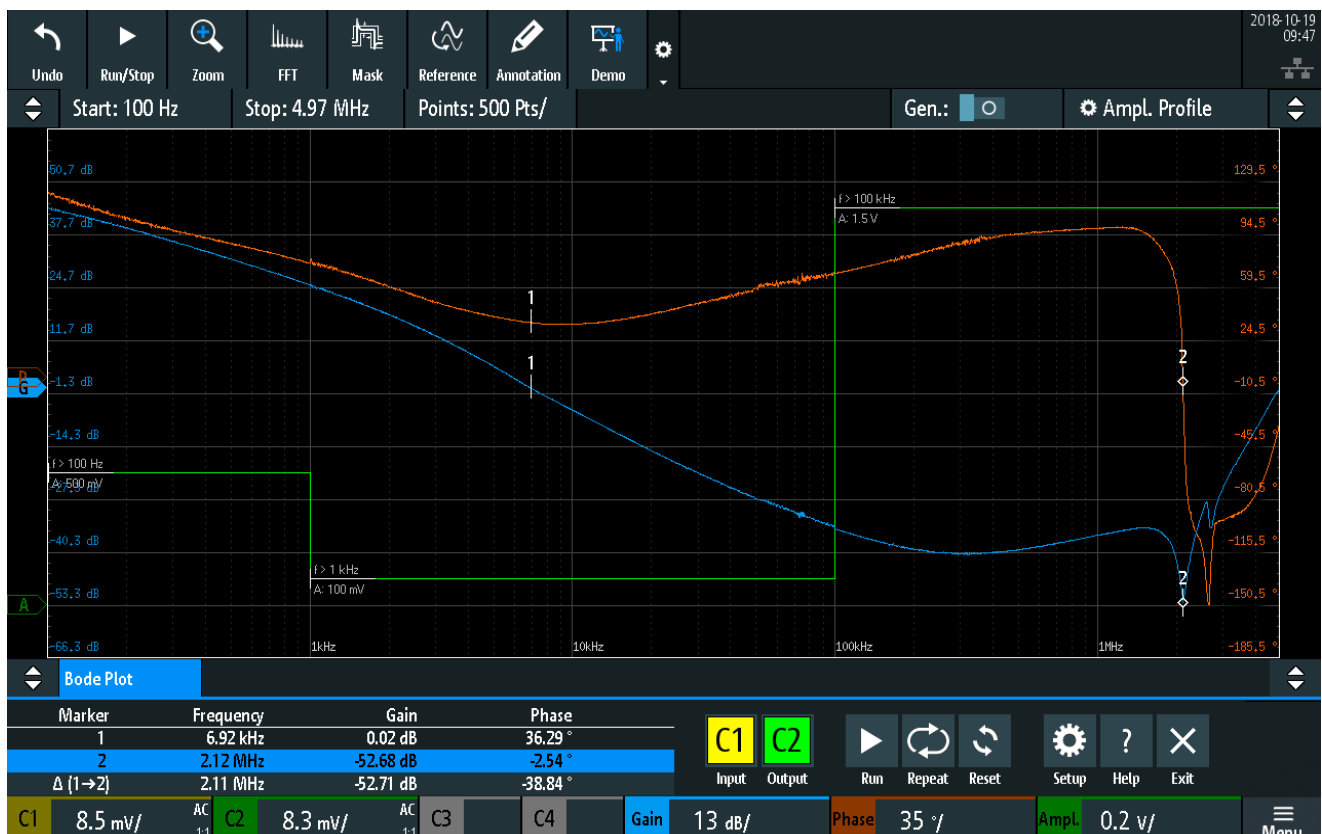 2018-10-19
09:47
Undo Run/Stop Zoom FFT Mask Reference Annotation Demo
Start: 100 Hz Stop: 4.97 MHz Points: 500 Pts/ Gen.: Ampl. Profile
50.7 dB 129.5 °
f> 100 kHz
A: 1.5 V
37.7 dB 94.5 °
24.7 dB 59.5 °
1
11.7 dB 24.5 °
1 2
P
G -1.3 dB -10.5 °
-14.3 dB -45.5 °
f> 100 Hz
A: 500 mV
-27.3 dB -80.5 °
-40.3 dB -115.5 °
f> 1 kHz 2
A: 100 mV
A -53.3 dB -150.5 °
-66.3 dB 1kHz 10kHz 100kHz 1MHz -185.5 °
Bode Plot
Marker Frequency Gain Phase
1 6.92 kHz 0.02 dB 36.29 °
2 2.12 MHz -52.68 dB -2.54 °
Δ (1→2) 2.11 MHz -52.71 dB -38.84 °
C1 C2 ?
Input Output Run Repeat Reset Setup Help Exit
C1 8.5 mV/ AC 1:1 C2 8.3 mV/ AC 1:1 C3 C4 Gain 13 dB/ Phase 35 °/ Ampl. 0.2 V/ Menu